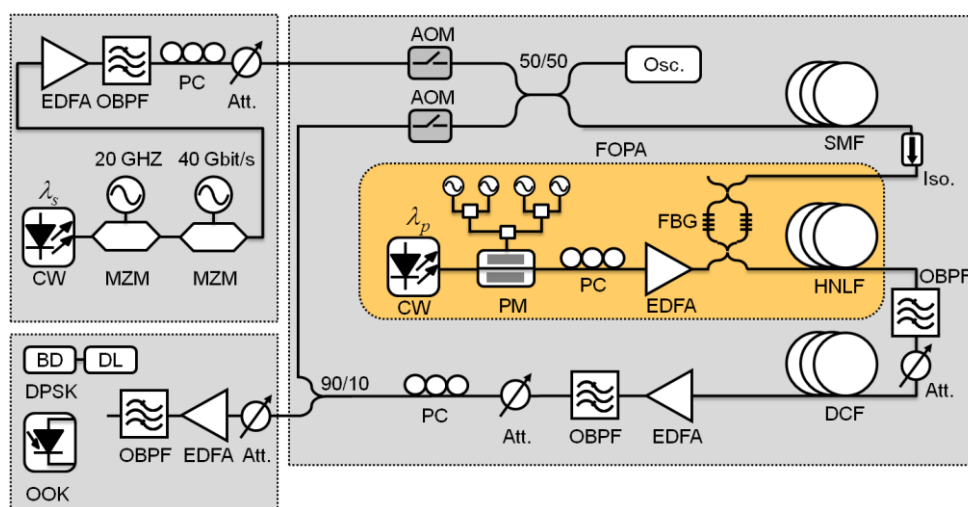 EDFA OBPF
PC
Att.
20 GHZ
40 Gbit/s
λs
CW
MZM
MZM
AOM
50/50
Osc.
AOM
SMF
FOPA
Iso.
λp
FBG
CW
PM
PC
EDFA
HNLF
OBPF
Att.
90/10
PC
Att.
OBPF
EDFA
DCF
BD
DL
DPSK
OBPF
EDFA
Att.
OOK